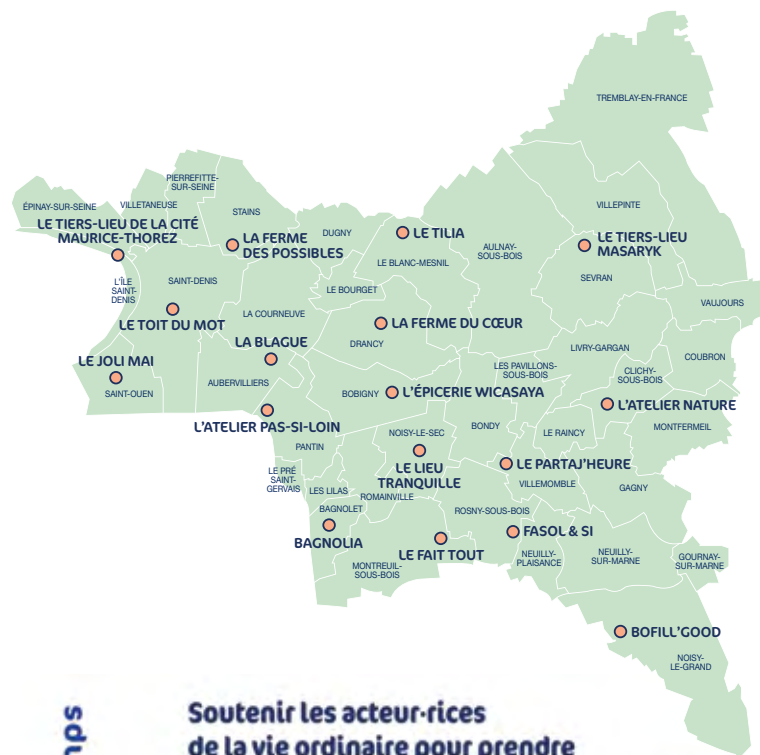 TREMBLAY-EN-FRANCE
PIERREFITTE-
SUR-SEINE
ÉPINAY-SUR-SEINE
VILLETANEUSE
STAINS
VILLEPINTE
LE TIERS-LIEU DE LA CITÉ
MAURICE-THOREZ
LA FERME
DES POSSIBLES
DUGNY
LE TILIA
AULNAY-
SOUS-BOIS
LE TIERS-LIEU
MASARYK
LE BLANC-MESNIL
SEVRAN
L'ÎLE
SAINT-
DENIS
SAINT-DENIS
LE BOURGET
VAUJOURS
LE TOIT DU MOT
LA COURNEUVE
LA FERME DU CŒUR
DRANCY
LA BLAGUE
LIVRY-GARGAN
COUBRON
LE JOLI MAI
SAINT-OUEN
AUBERVILLIERS
LES PAVILLONS-
SOUS-BOIS
CLICHY-
SOUS-BOIS
BOBIGNY
L'ÉPICERIE WICASAYA
L'ATELIER NATURE
L'ATELIER PAS-SI-LOIN
BONDY
LE RAINCY
MONTFERMEIL
PANTIN
NOISY-LE-SEC
LE LIEU
TRANQUILLE
LE PARTAJ'HEURE
VILLEMOMBLE
GAGNY
LE PRÉ
SAINT-
GERVAIS
LES LILAS
ROMAINVILLE
BAGNOLET
ROSNY-SOUS-BOIS
BAGNOLIA
LE FAIT TOUT
FASOL & SI
MONTREUIL-
SOUS-BOIS
NEUILLY-
PLAISANCE
NEUILLY-
SUR-MARNE
GOURNAY-
SUR-MARNE
BOFILL'GOOD
NOISY-
LE-GRAND
mps
Soutenir les acteur·rices
de la vie ordinaire pour prendre